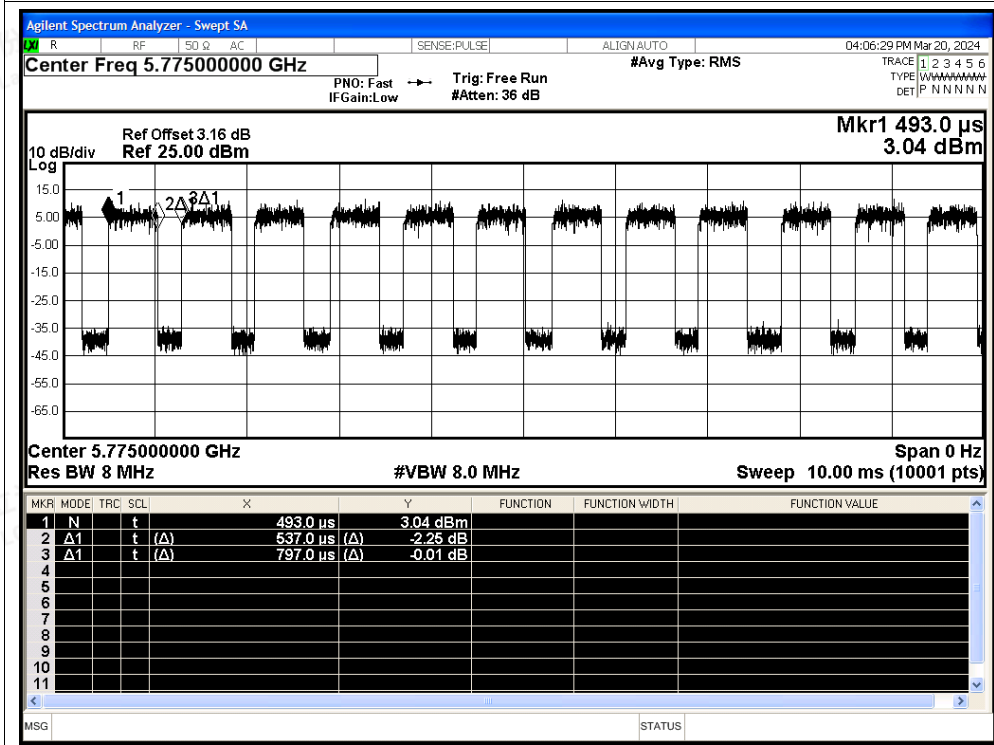 Agilent Spectrum Analyzer - Swept SA
LXI R RF 50 Ω AC SENSE:PULSE ALIGN AUTO 04:06:29 PM Mar 20, 2024
Center Freq 5.775000000 GHz #Avg Type: RMS TRACE 1 2 3 4 5 6
PNO: Fast Trig: Free Run TYPE W
IFGain:Low #Atten: 36 dB DET P N N N N N
Mkr1 493.0 µs
3.04 dBm
Ref Offset 3.16 dB
10 dB/div Ref 25.00 dBm
Log
15.0
5.00
-5.00
-15.0
-25.0
-35.0
-45.0
-55.0
-65.0
1 2Δ1 3Δ1
Center 5.775000000 GHz Span 0 Hz
Res BW 8 MHz #VBW 8.0 MHz Sweep 10.00 ms (10001 pts)
MKR MODE TRC SCL X Y FUNCTION FUNCTION WIDTH FUNCTION VALUE
1 N t 493.0 µs 3.04 dBm
2 Δ1 t (Δ) 537.0 µs (Δ) -2.25 dB
3 Δ1 t (Δ) 797.0 µs (Δ) -0.01 dB
4
5
6
7
8
9
10
11
MSG STATUS